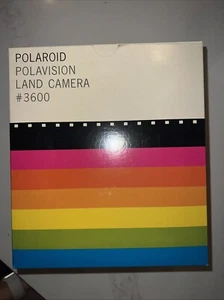 POLAROID
POLAVISION
LAND CAMERA
#3600